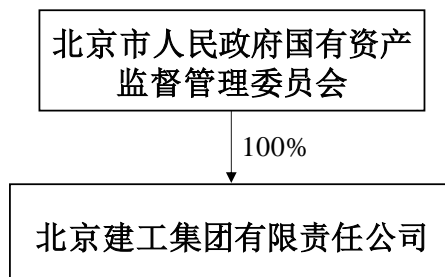 北京市人民政府国有资产
监督管理委员会
100%
北京建工集团有限责任公司